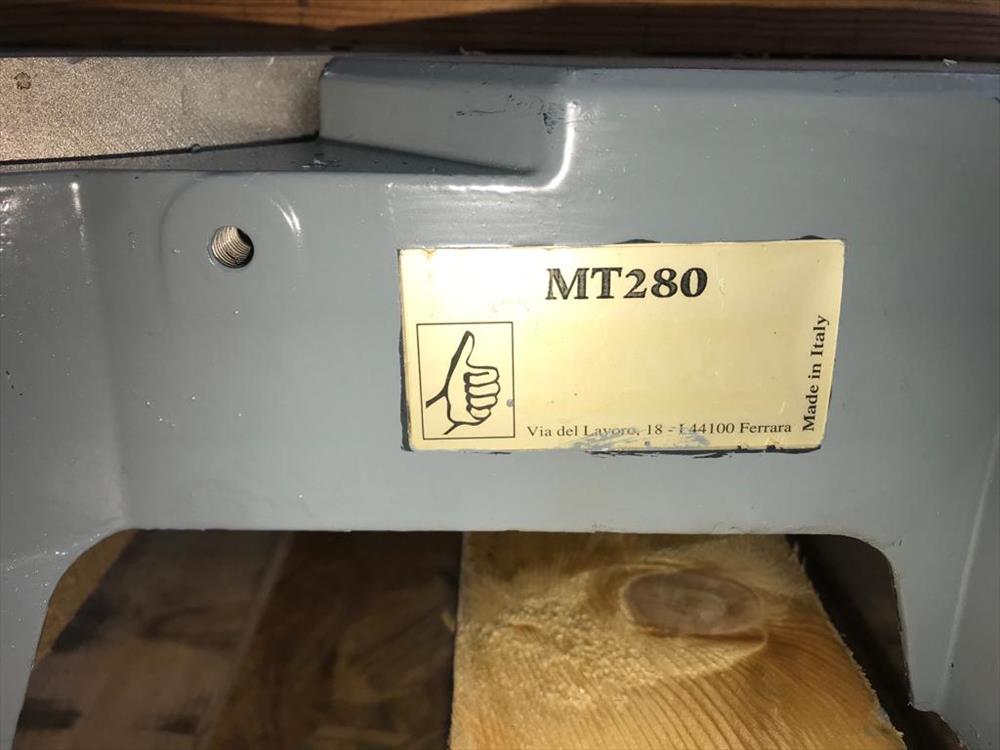 MT280
Via del Lavoro, 18 - I 44100 Ferrara
Made in Italy